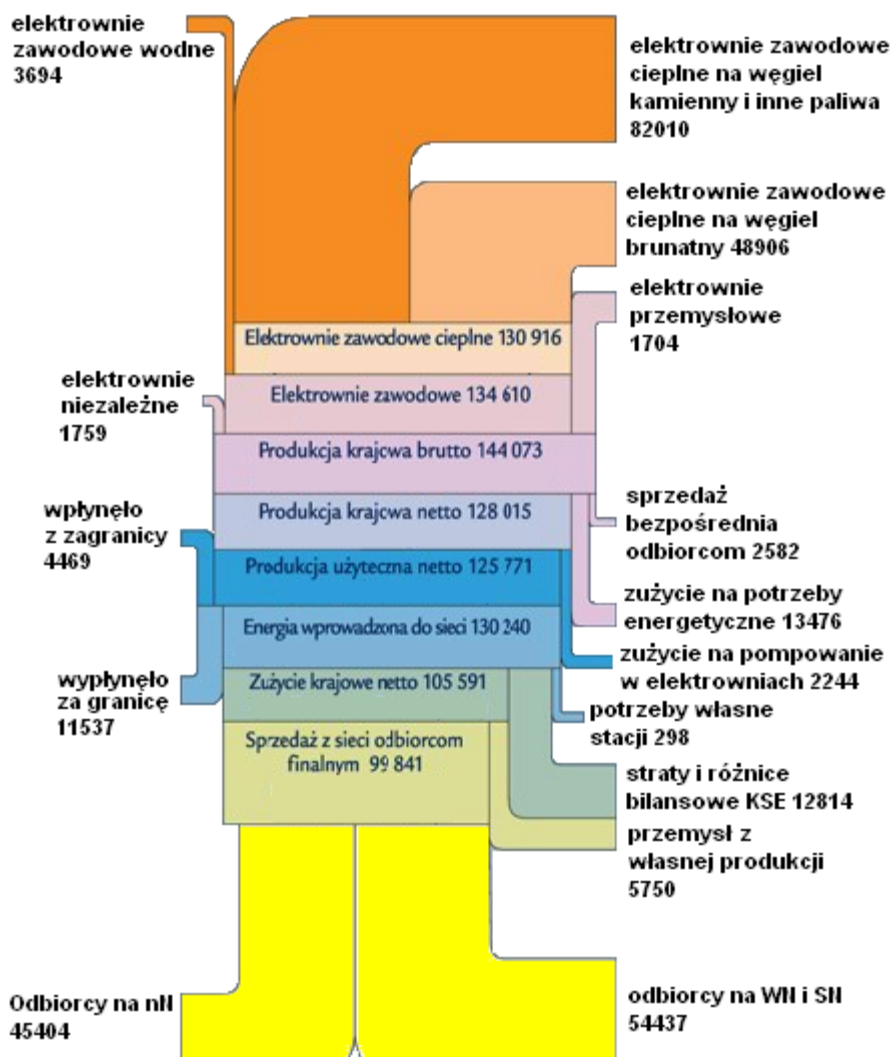 elektrownie
zawodowe wodne
3694
elektrownie zawodowe
cieplne na węgiel
kamienny i inne paliwa
82010
elektrownie zawodowe
cieplne na węgiel
brunatny 48906
elektrownie
przemysłowe
1704
Elektrownie zawodowe cieplne 130 916
elektrownie
niezależne
1759
Elektrownie zawodowe 134 610
Produkcja krajcwa brutto 144 073
wpłynęło
z zagranicy
4469
Produkcja krajcwa netto 128 015
sprzedaż
bezpośrednia
odbiorcom 2582
Produkcja użyteczna netto 125 771
zużycie na potrzeby
energetyczne 13476
Energia wprowadzona do sieci 130 240
zużycie na pompowanie
w elektrowniach 2244
wypłynęło
za granicę
11537
Zużycie krajowe netto 105 591
potrzeby własne
stacji 298
Sprzedaż z sieci odbiorcom
finalnym 99 841
straty i różnice
bilansowe KSE 12814
przemysł z
własnej produkcji
5750
Odbiorcy na nN
45404
odbiorcy na WN i SN
54437